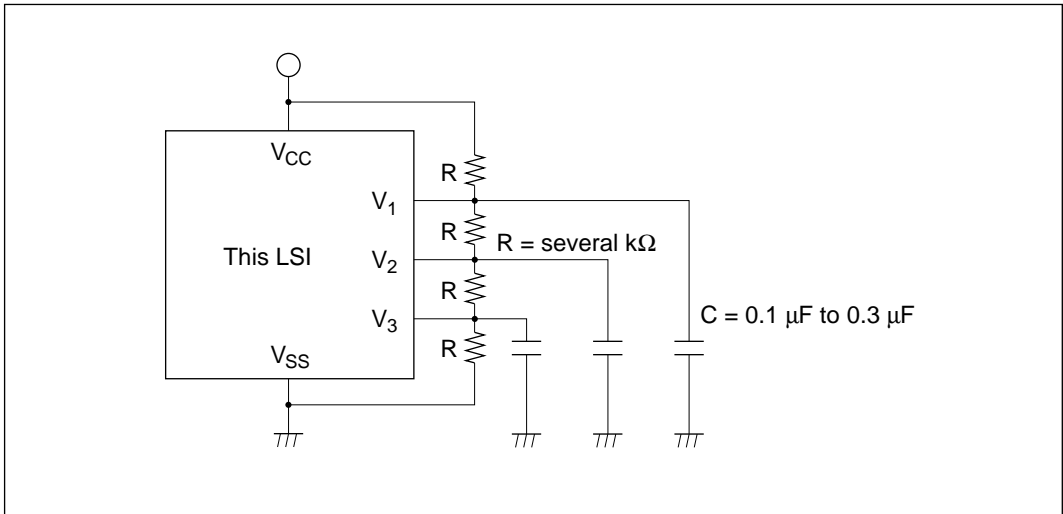 V_CC
R
V_1
R
R = several kΩ
This LSI
V_2
R
V_3
C = 0.1 μF to 0.3 μF
R
V_SS